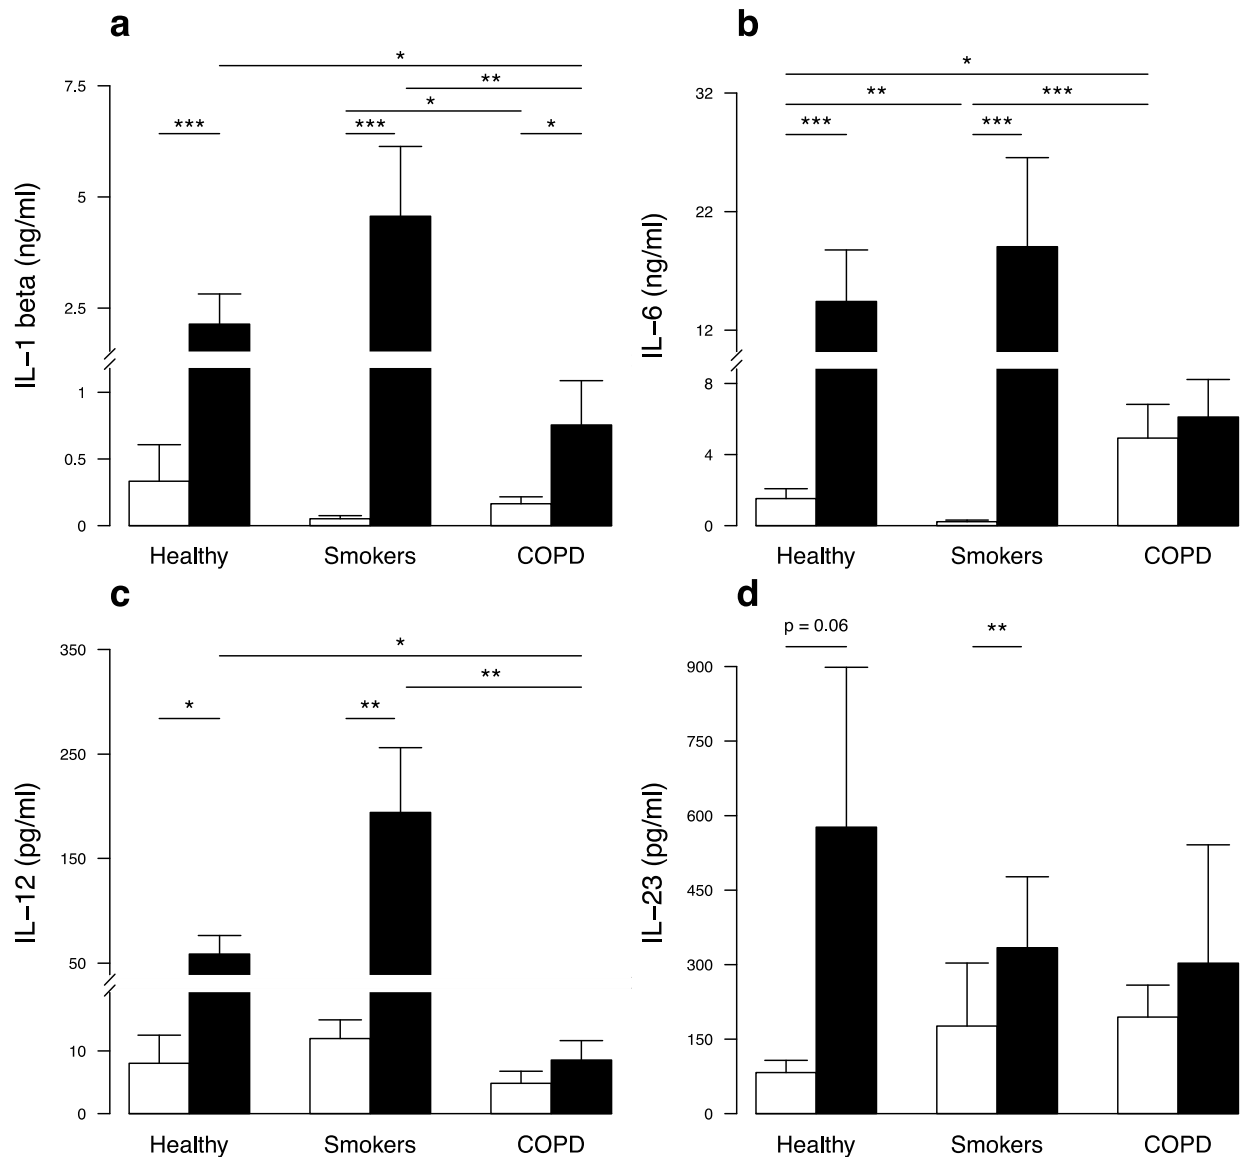 a
*
**
*
***
***
*
7.5
5
2.5
1
0.5
0
IL−1 beta (ng/ml)
Healthy
Smokers
COPD
b
*
**
***
***
***
32
22
12
8
4
0
IL−6 (ng/ml)
Healthy
Smokers
COPD
c
*
**
*
**
350
250
150
50
10
0
IL−12 (pg/ml)
Healthy
Smokers
COPD
d
p = 0.06
**
900
750
600
450
300
150
0
IL−23 (pg/ml)
Healthy
Smokers
COPD